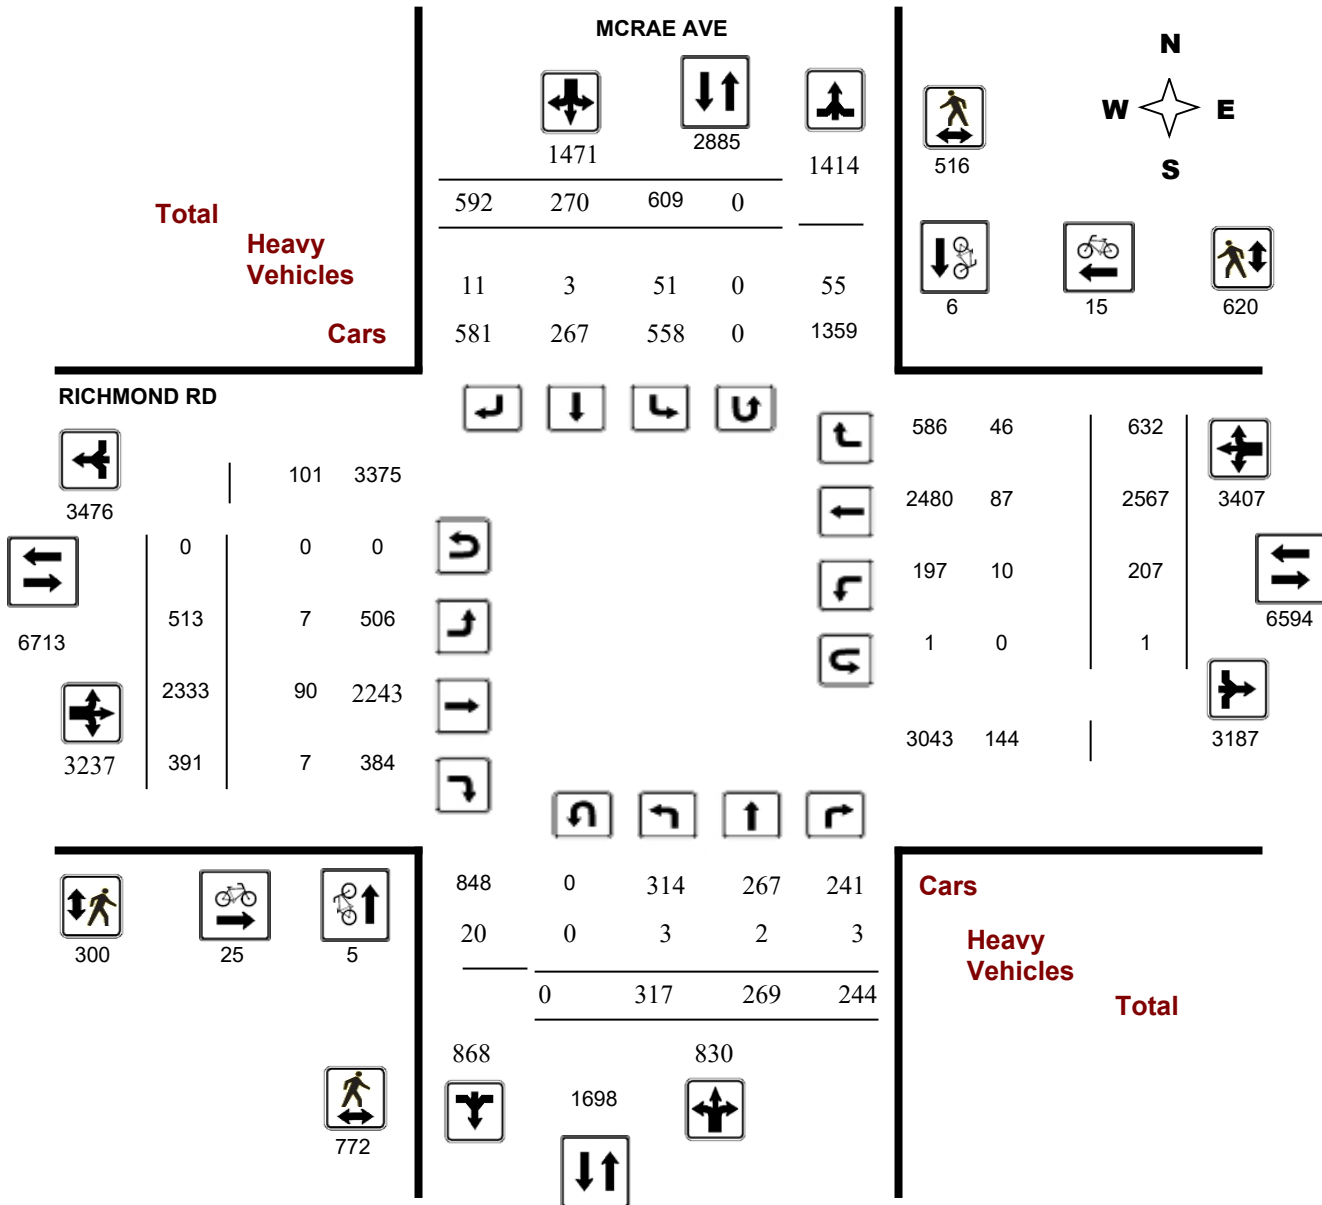 MCRAE AVE
N
W E
S
1471
2885
1414
516
592 270 609 0
Total
Heavy
Vehicles
11 3 51 0 55
6 15 620
Cars
581 267 558 0 1359
RICHMOND RD
586 46 632
101 3375
3476
2480 87 2567 3407
0 0 0
197 10 207
513 7 506
6713
6594
1 0 1
2333 90 2243
3237 391 7 384
3043 144 3187
848 0 314 267 241
Cars
20 0 3 2 3
Heavy
Vehicles
300 25 5
0 317 269 244
Total
868 830
1698
772